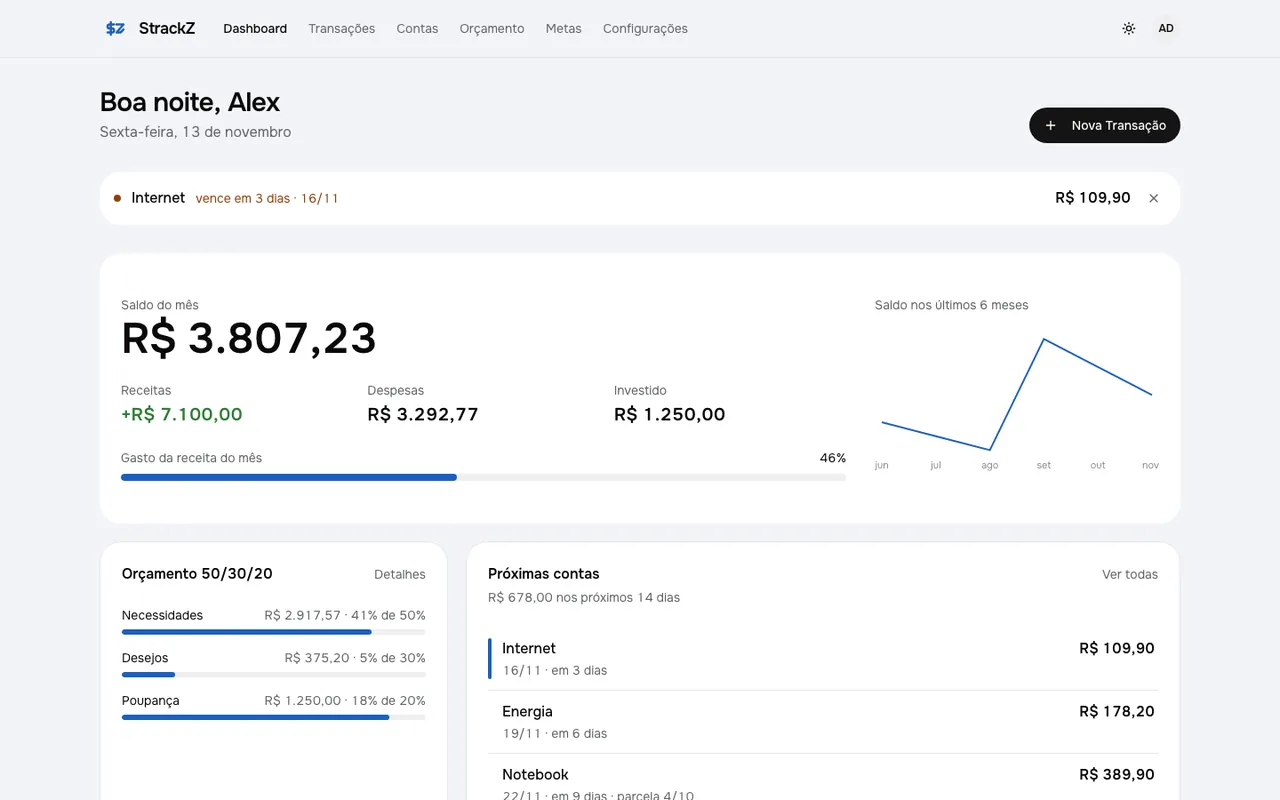 $Z StrackZ Dashboard Transações Contas Orçamento Metas Configurações AD
Boa noite, Alex
Sexta-feira, 13 de novembro
+ Nova Transação
Internet vence em 3 dias · 16/11 R$ 109,90 ×
Saldo do mês
R$ 3.807,23
Receitas Despesas Investido
+R$ 7.100,00 R$ 3.292,77 R$ 1.250,00
Gasto da receita do mês 46%
Saldo nos últimos 6 meses
jun jul ago set out nov
Orçamento 50/30/20 Detalhes
Necessidades R$ 2.917,57 · 41% de 50%
Desejos R$ 375,20 · 5% de 30%
Poupança R$ 1.250,00 · 18% de 20%
Próximas contas Ver todas
R$ 678,00 nos próximos 14 dias
Internet R$ 109,90
16/11 · em 3 dias
Energia R$ 178,20
19/11 · em 6 dias
Notebook R$ 389,90
22/11 · em 9 dias · parcela 4/10